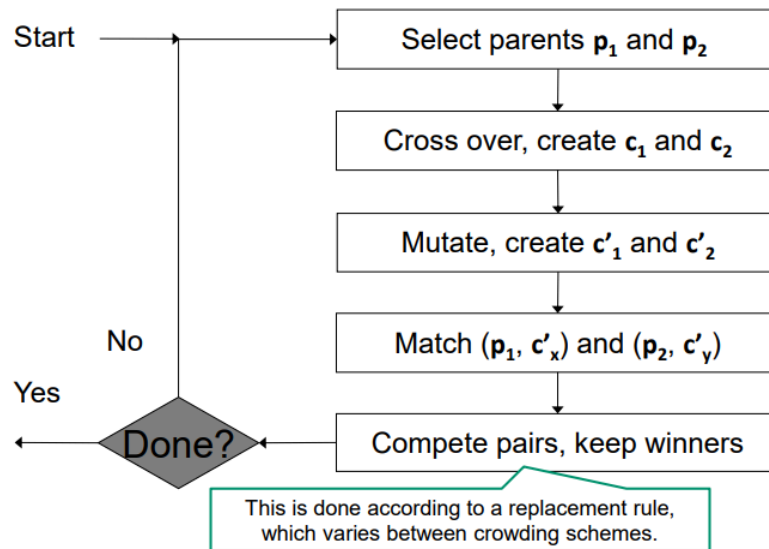 Start
Select parents p₁ and p₂
Cross over, create c₁ and c₂
Mutate, create c’₁ and c’₂
Match (p₁, c’ₓ) and (p₂, c’ᵧ)
No
Yes
Done?
Compete pairs, keep winners
This is done according to a replacement rule,
which varies between crowding schemes.